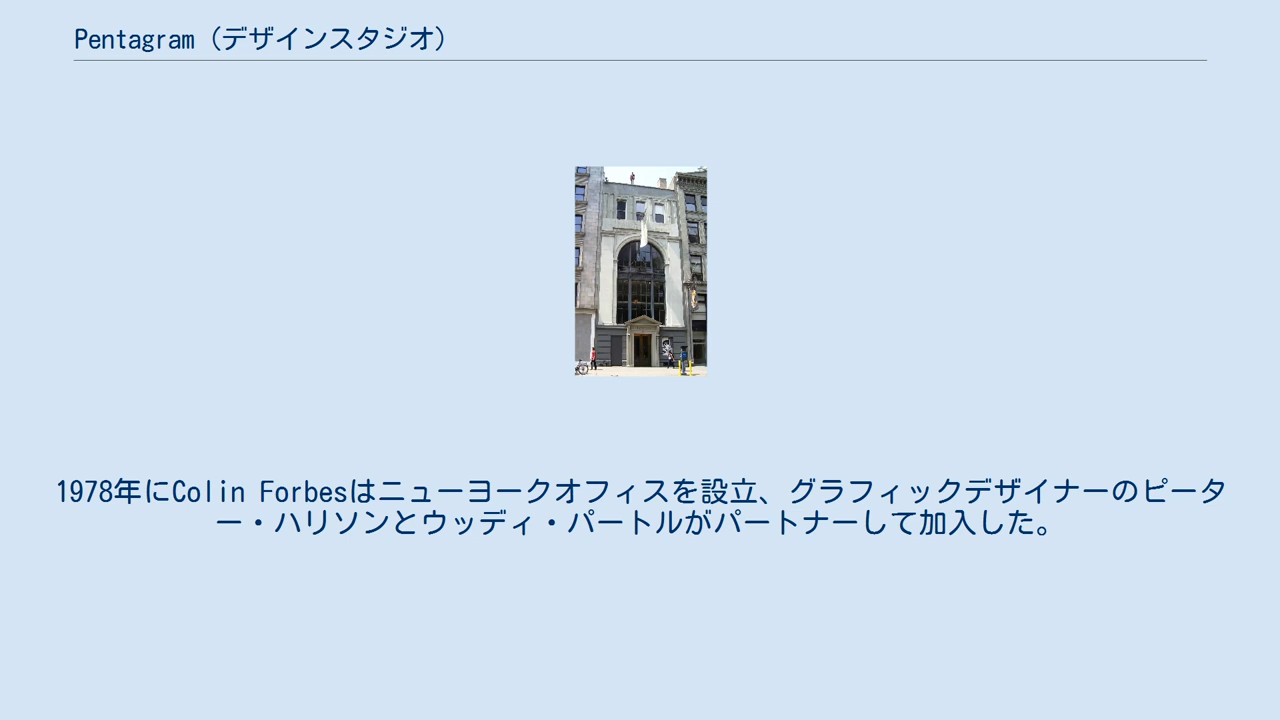 Pentagram（デザインスタジオ）
1978年にColin Forbesはニューヨークオフィスを設立、グラフィックデザイナーのピータ
ー・ハリソンとウッディ・パートルがパートナーして加入した。